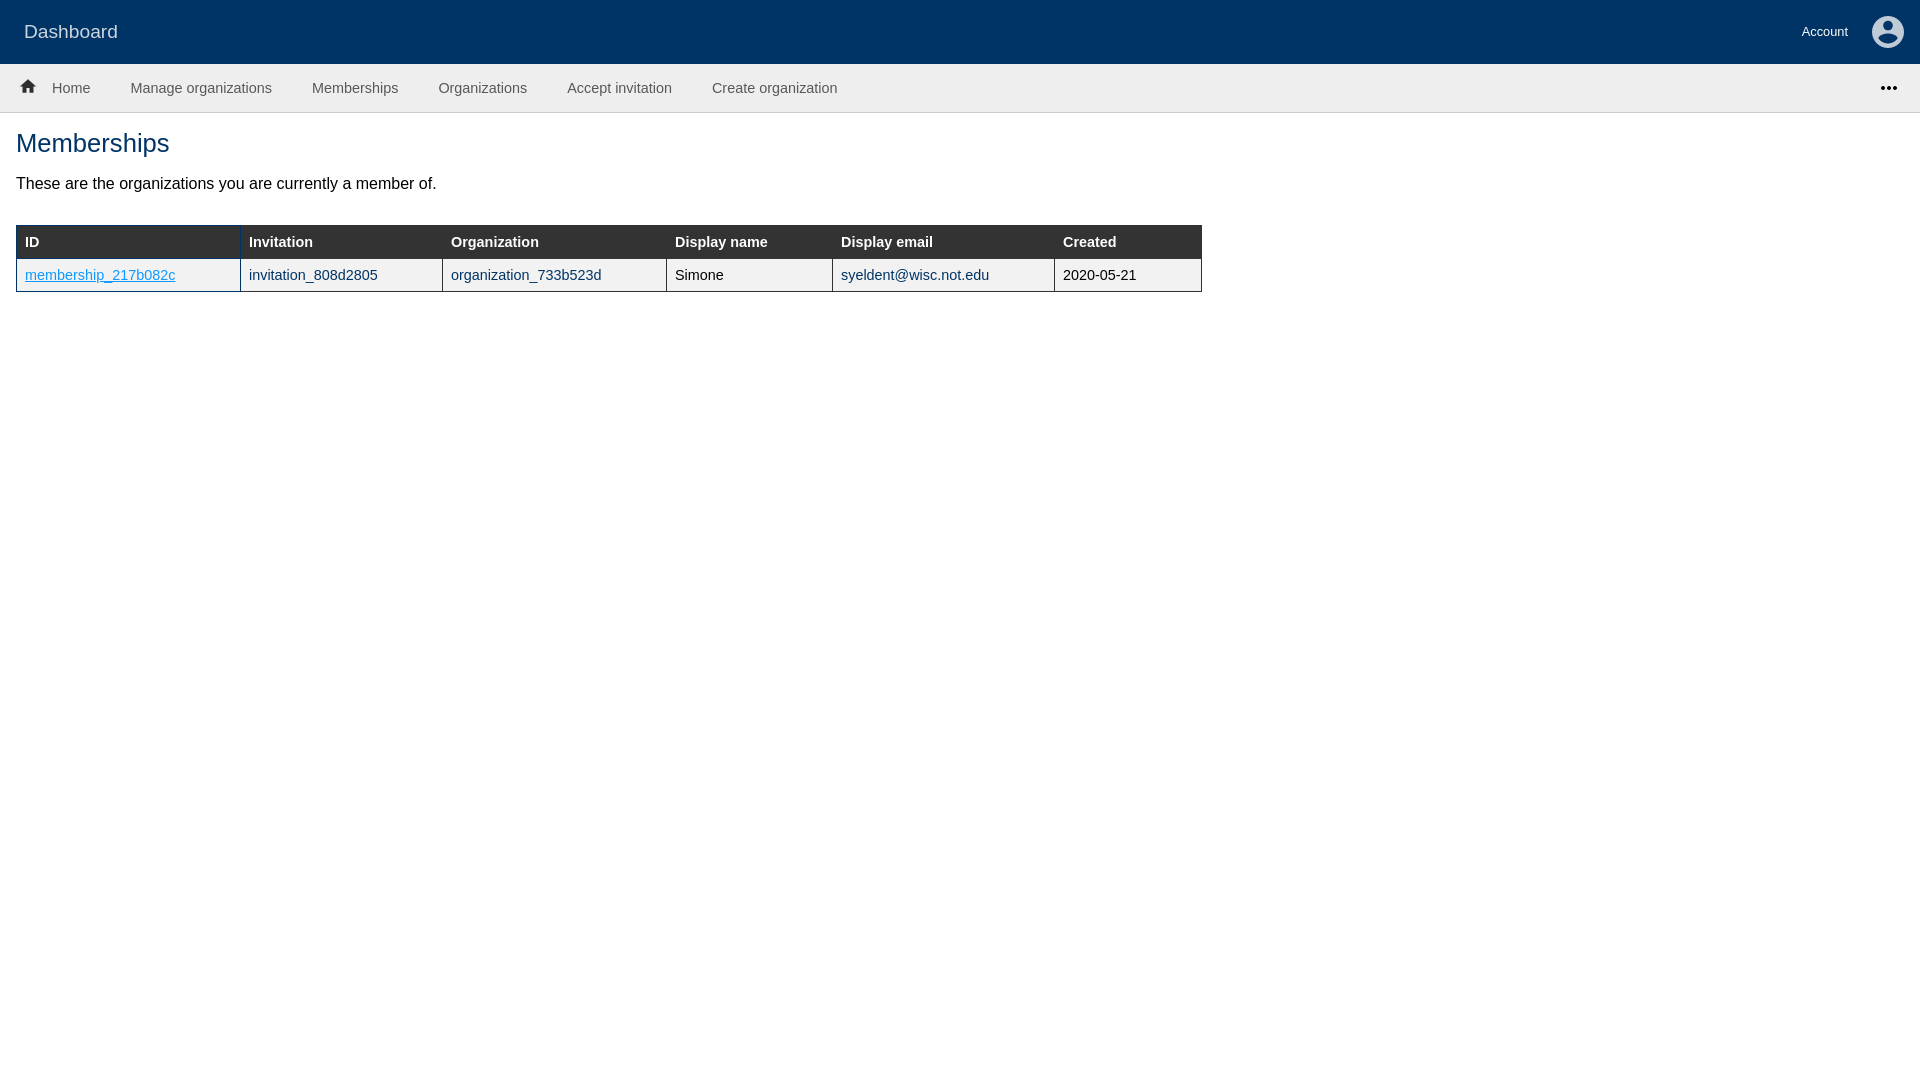 Dashboard
Account
Home Manage organizations Memberships Organizations Accept invitation Create organization
Memberships
These are the organizations you are currently a member of.
ID Invitation Organization Display name Display email Created
membership_217b082c invitation_808d2805 organization_733b523d Simone syeldent@wisc.not.edu 2020-05-21